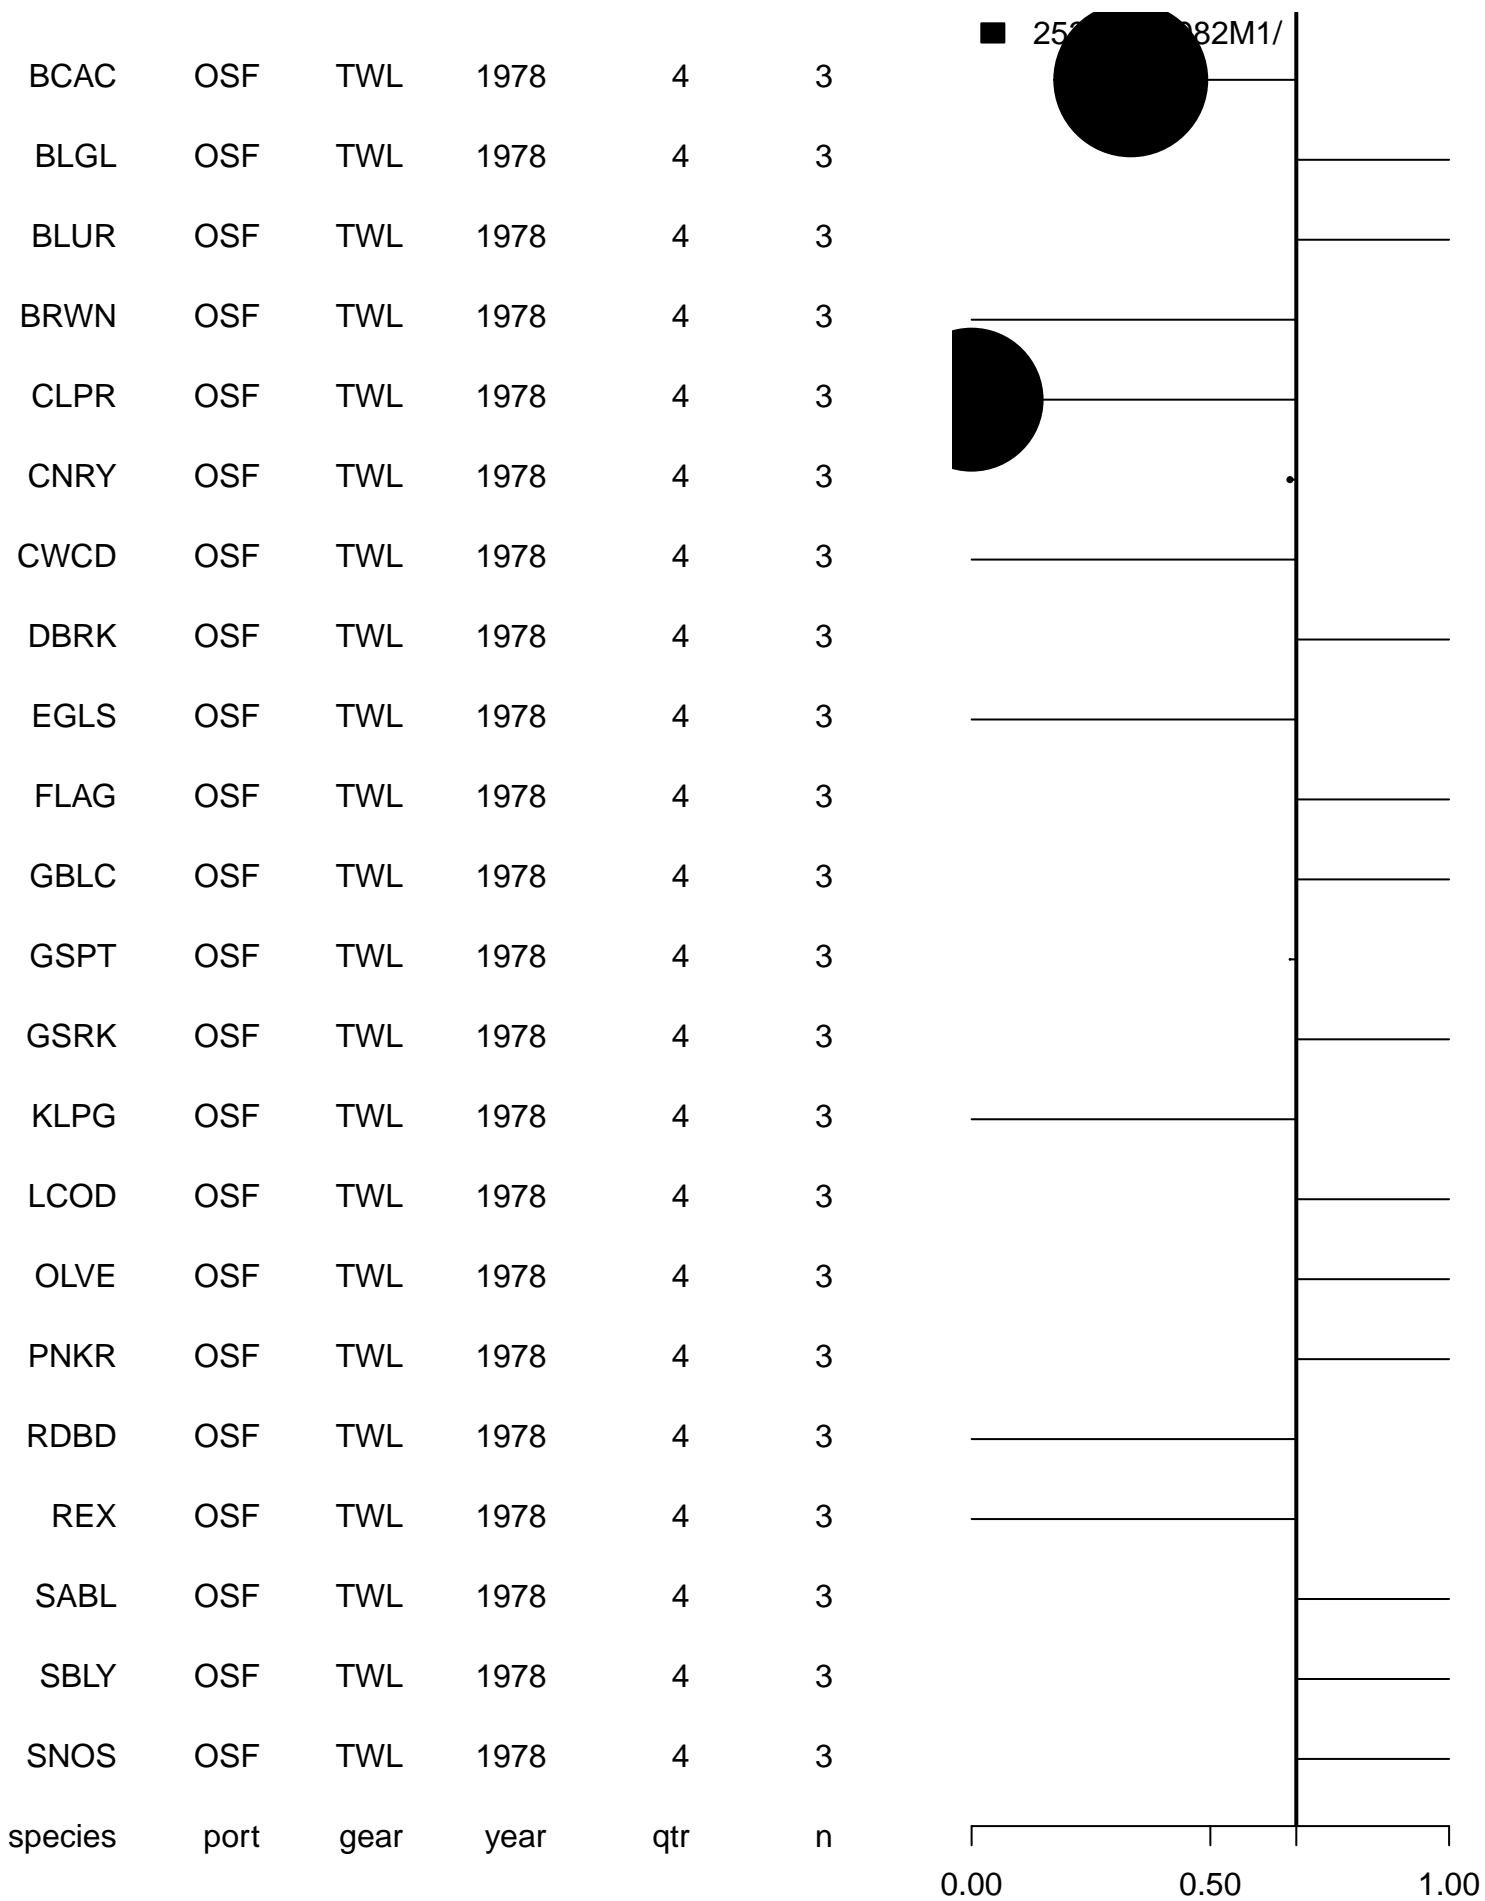 82M1/
BCAC OSF TWL 1978 4 3
BLGL OSF TWL 1978 4 3
BLUR OSF TWL 1978 4 3
BRWN OSF TWL 1978 4 3
CLPR OSF TWL 1978 4 3
CNRY OSF TWL 1978 4 3
CWCD OSF TWL 1978 4 3
DBRK OSF TWL 1978 4 3
EGLS OSF TWL 1978 4 3
FLAG OSF TWL 1978 4 3
GBLC OSF TWL 1978 4 3
GSPT OSF TWL 1978 4 3
GSRK OSF TWL 1978 4 3
KLPG OSF TWL 1978 4 3
LCOD OSF TWL 1978 4 3
OLVE OSF TWL 1978 4 3
PNKR OSF TWL 1978 4 3
RDBD OSF TWL 1978 4 3
REX OSF TWL 1978 4 3
SABL OSF TWL 1978 4 3
SBLY OSF TWL 1978 4 3
SNOS OSF TWL 1978 4 3
species port gear year qtr n
0.00 0.50 1.00